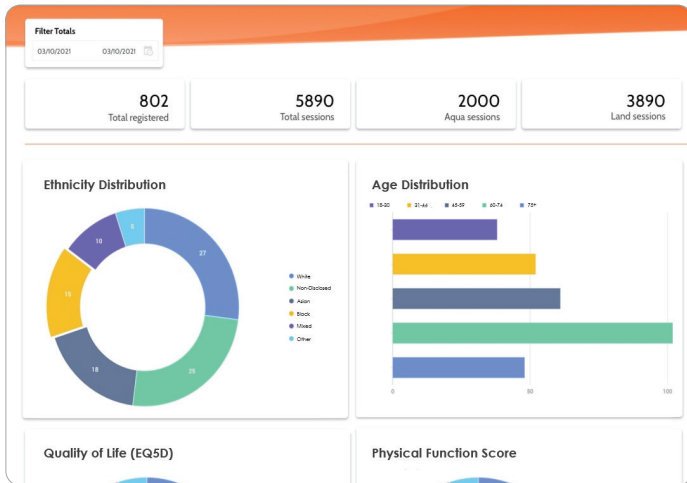 Filter Totals
03/10/2021 03/10/2021
802
Total registered
5890
Total sessions
2000
Aqua sessions
3890
Land sessions
Ethnicity Distribution
5
10
27
15
18
25
White
Non-Disclosed
Asian
Black
Mixed
Other
Age Distribution
18-30 31-44 45-59 60-74 75+
0 50 100
Quality of Life (EQ5D)
Physical Function Score